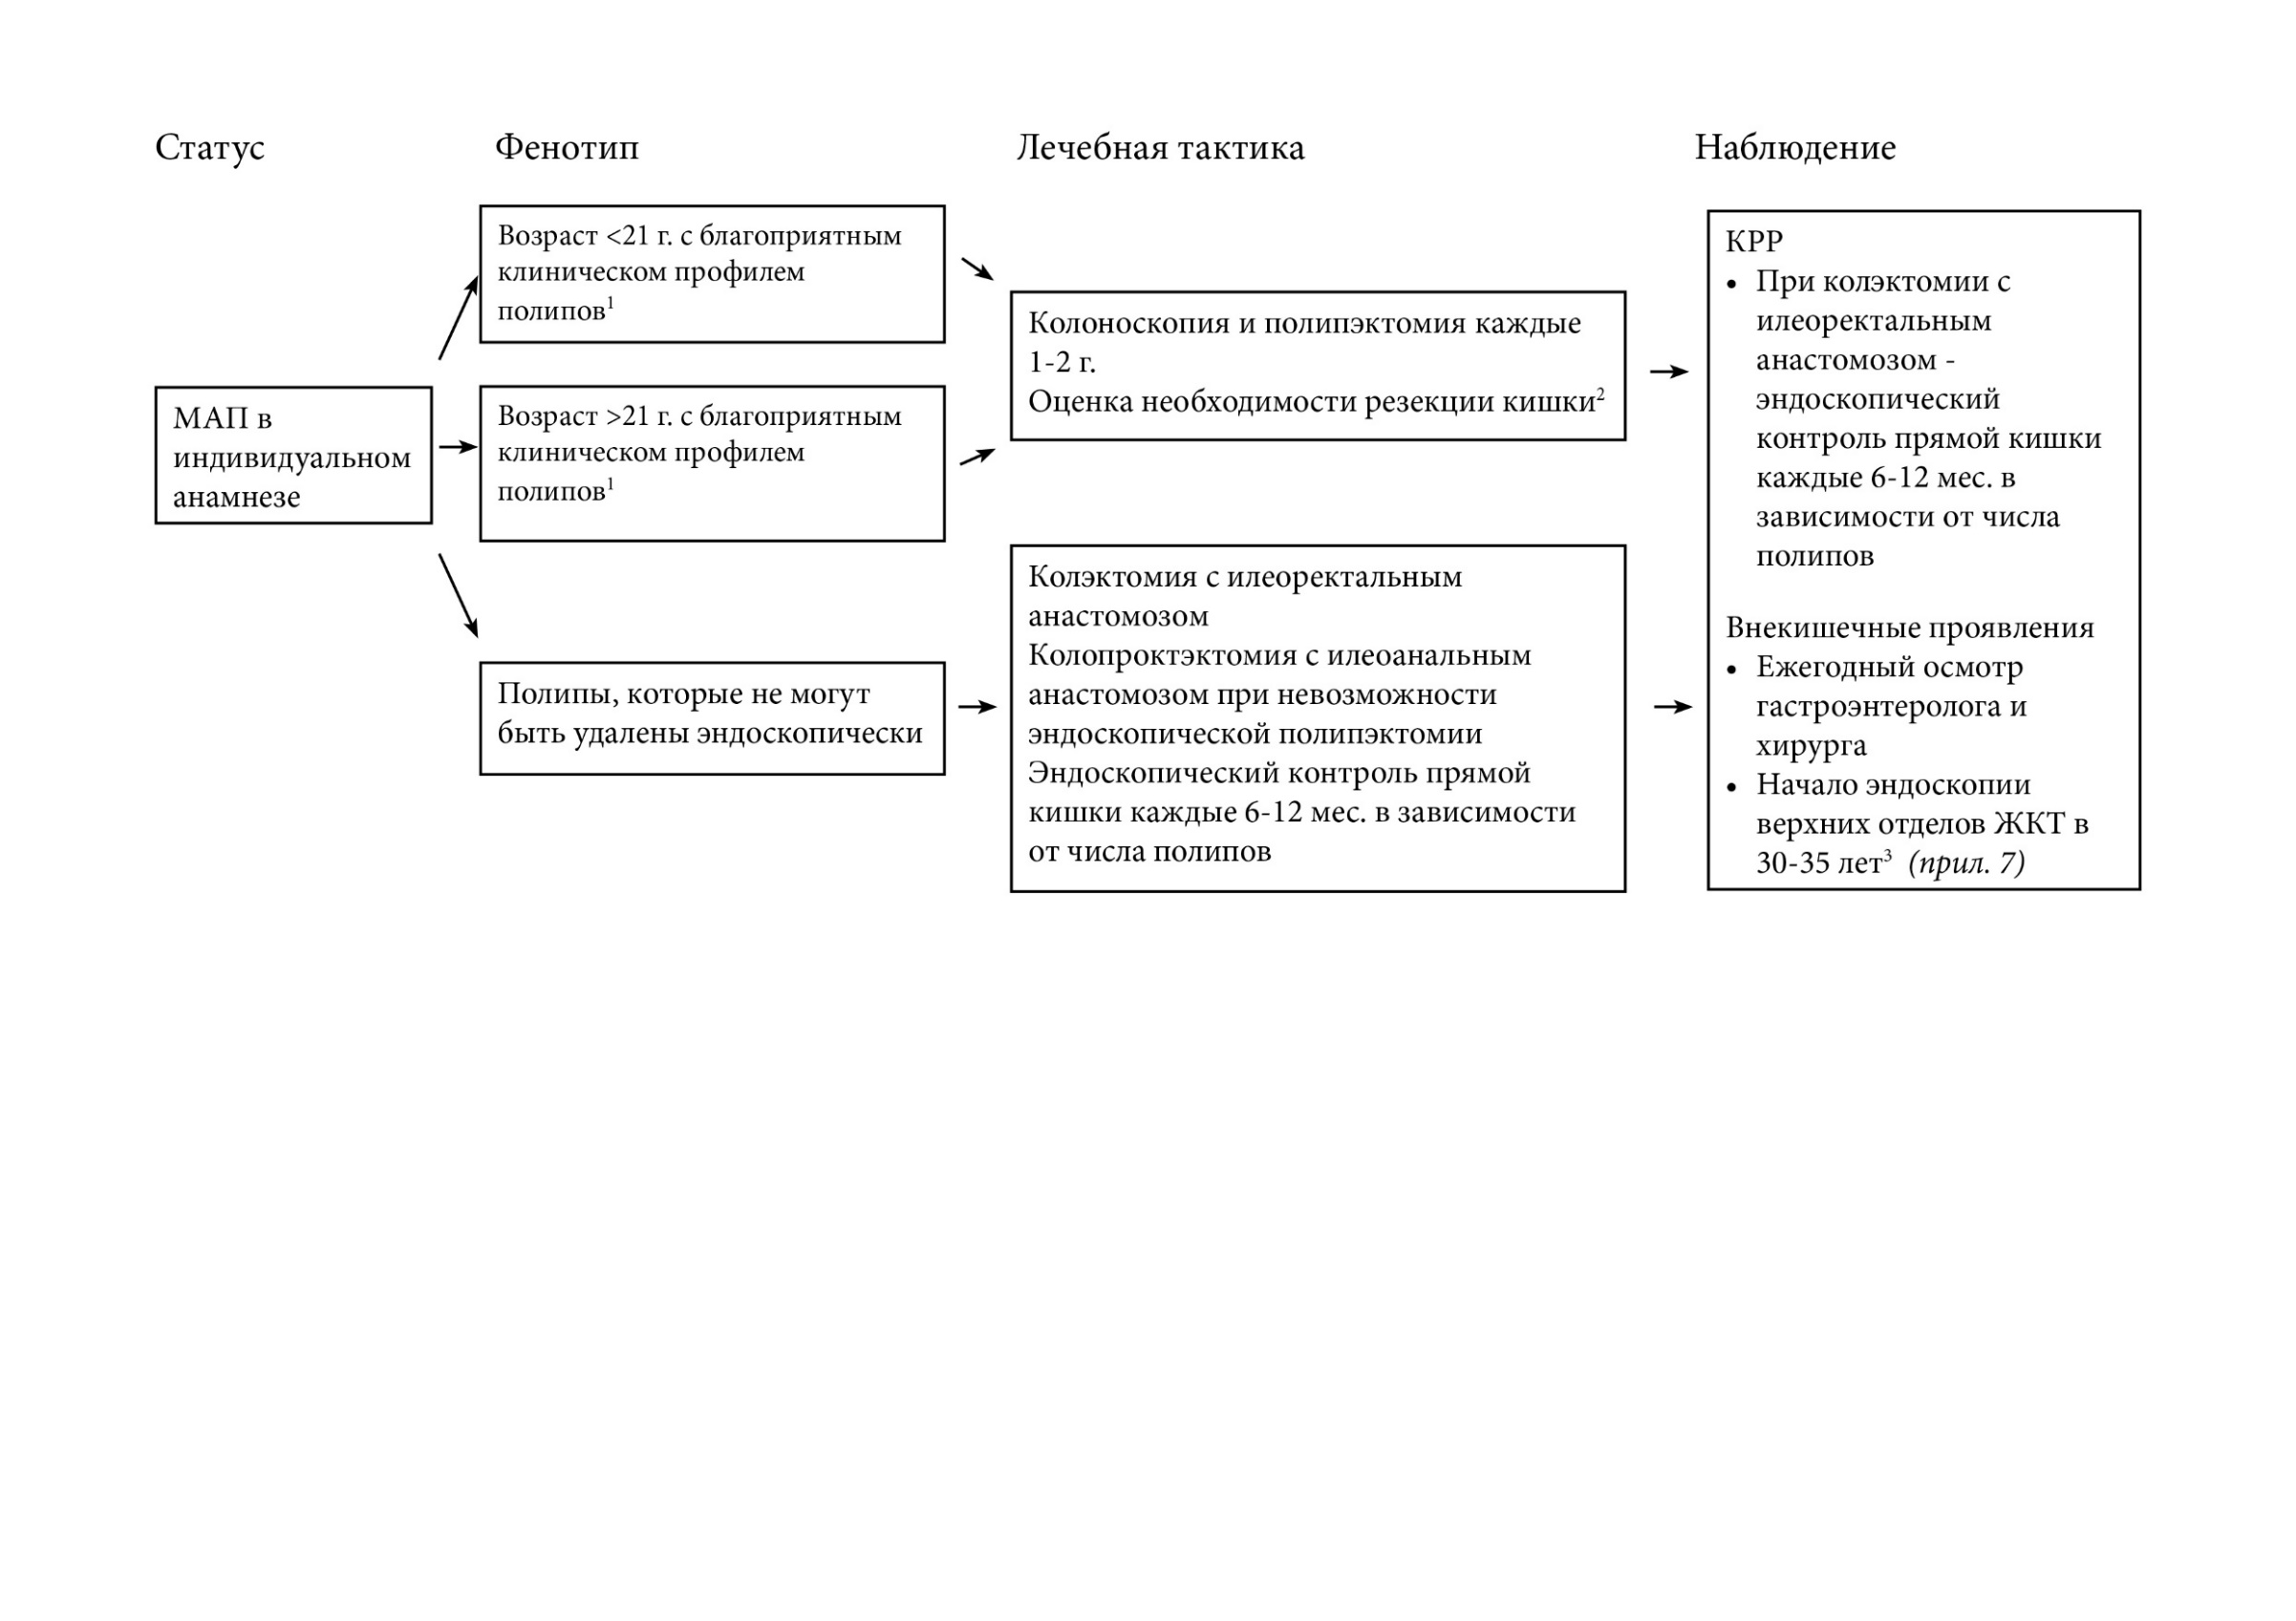 Статус
Фенотип
Лечебная тактика
Наблюдение
МАП в
индивидуальном
анамнезе
Возраст <21 г. с благоприятным
клиническом профилем
полипов¹
Возраст >21 г. с благоприятным
клиническом профилем
полипов¹
Полипы, которые не могут
быть удалены эндоскопически
Колоноскопия и полипэктомия каждые
1-2 г.
Оценка необходимости резекции кишки²
Колэктомия с илеоректальным
анастомозом
Колопроктэктомия с илеоанальным
анастомозом при невозможности
эндоскопической полипэктомии
Эндоскопический контроль прямой
кишки каждые 6-12 мес. в зависимости
от числа полипов
КРР
• При колэктомии с
илеоректальным
анастомозом -
эндоскопический
контроль прямой кишки
каждые 6-12 мес. в
зависимости от числа
полипов
Внекишечные проявления
• Ежегодный осмотр
гастроэнтеролога и
хирурга
• Начало эндоскопии
верхних отделов ЖКТ в
30-35 лет³ (прил. 7)